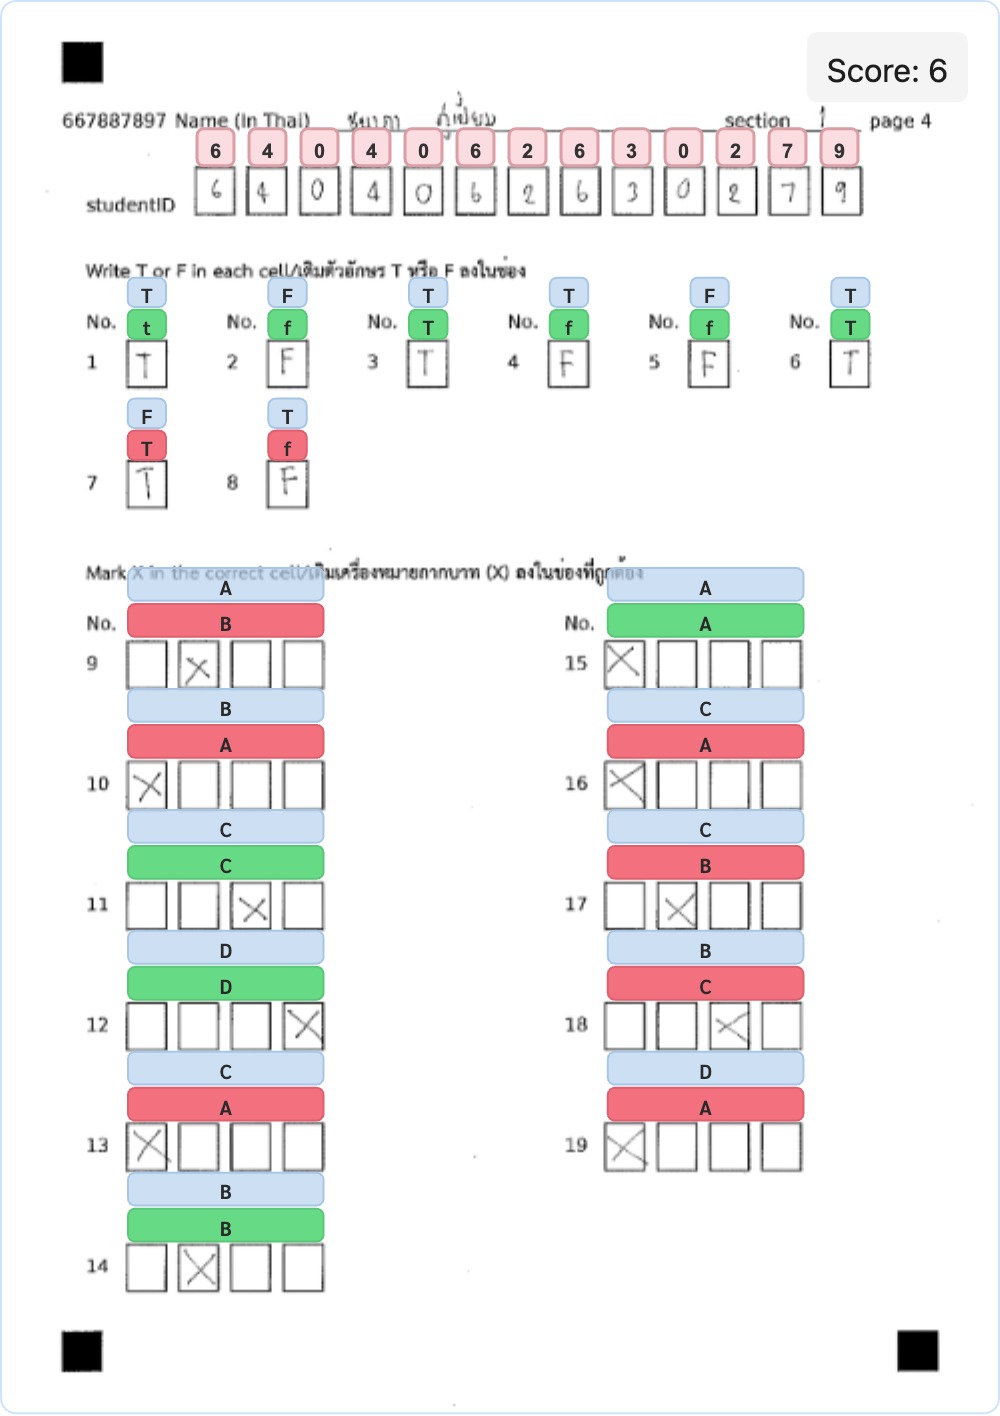 Score: 6
667887897 Name (In Thai) ชยาภา section 1 page 4
6 4 0 4 0 6 2 6 3 0 2 7 9
studentID 6 4 0 4 0 6 2 6 3 0 2 7 9
Write T or F in each cell/เติมตัวอักษร T หรือ F ลงในช่อง
T F T T F T
No. t No. f No. T No. f No. f No. T
1 T 2 F 3 T 4 F 5 F 6 T
F T
T f
7 T 8 F
Mark X in the correct cell/เติมเครื่องหมายกากบาท (X) ลงในช่องที่ถูกต้อง
A A
No. B No. A
9 X 15 X
B C
A A
10 X 16 X
C C
C B
11 X 17 X
D B
D C
12 X 18 X
C D
A A
13 X 19 X
B
B
14 X